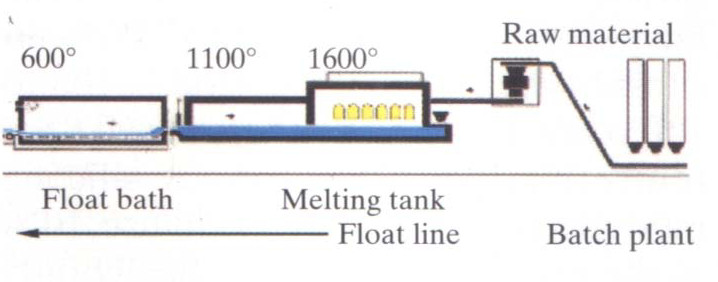 Raw material
600° 1100° 1600°
Float bath Melting tank
Float line Batch plant